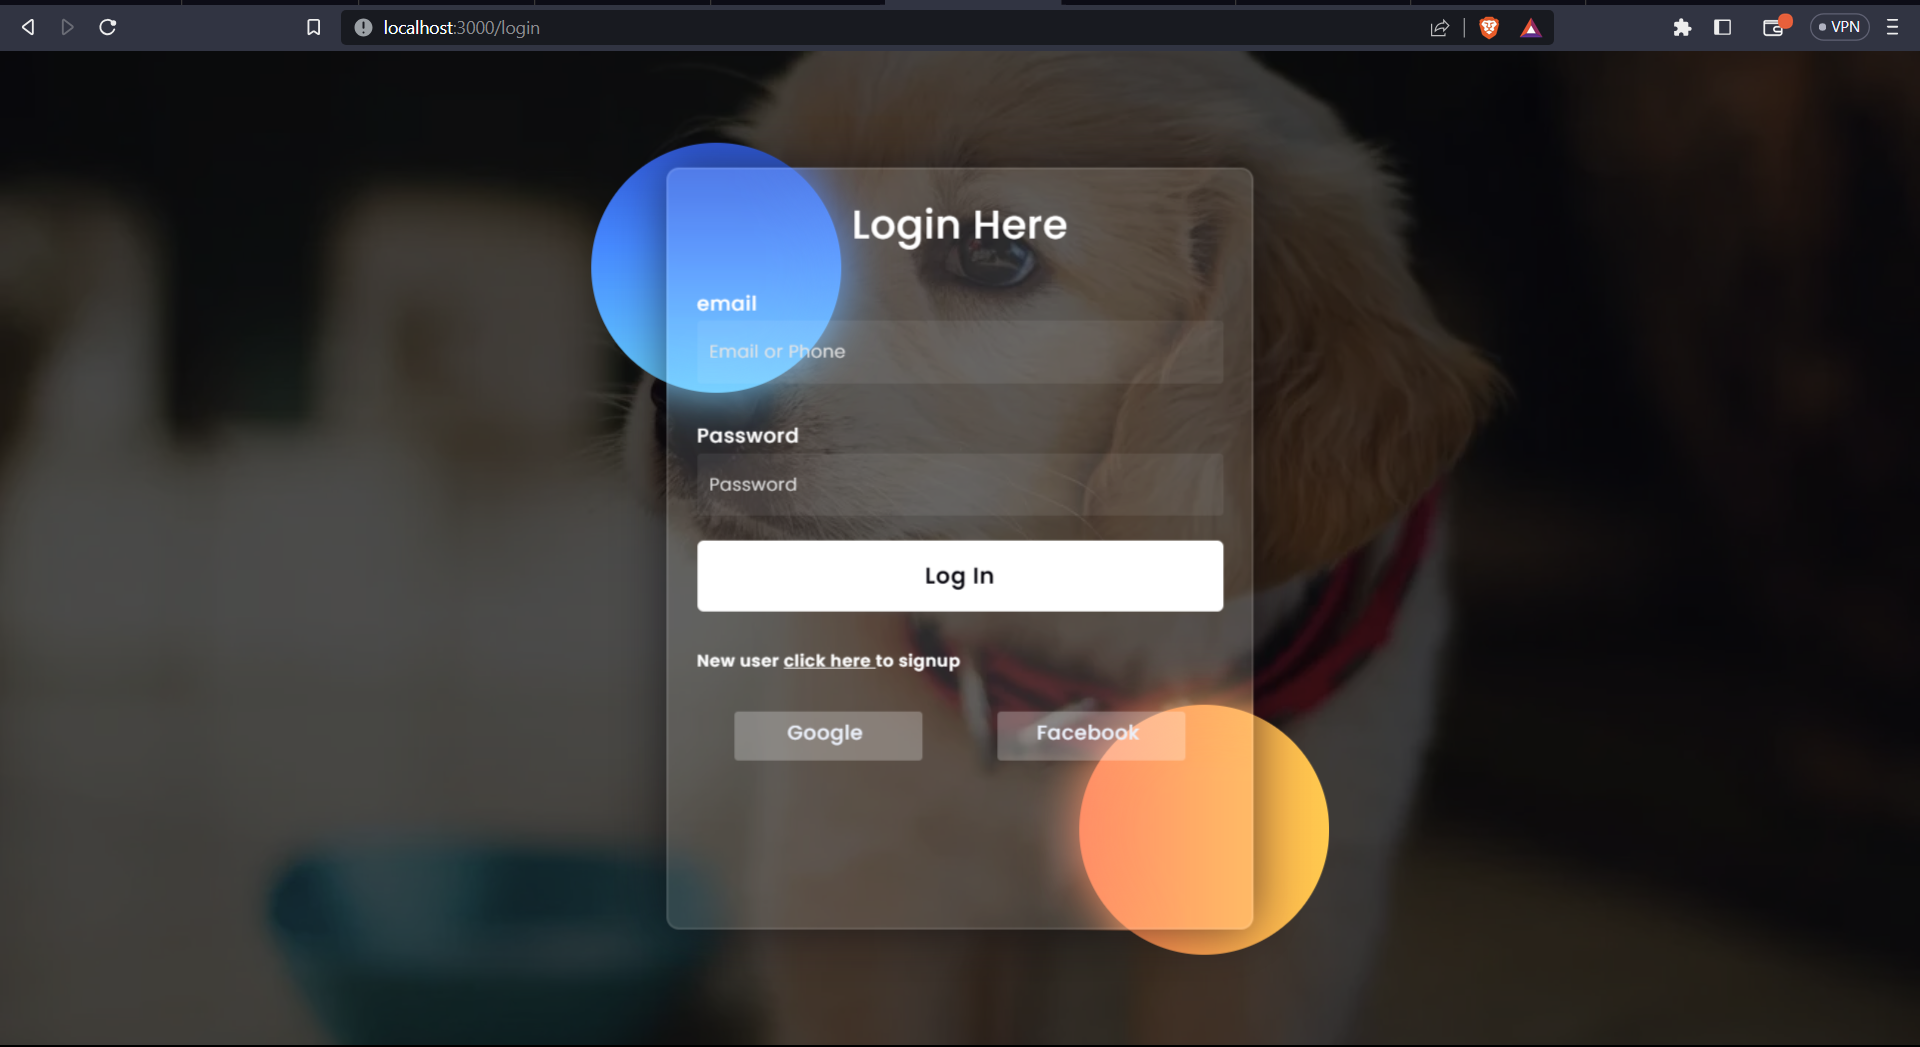 localhost:3000/login
VPN
Login Here
email
Email or Phone
Password
Password
Log In
New user click here to signup
Google
Facebook